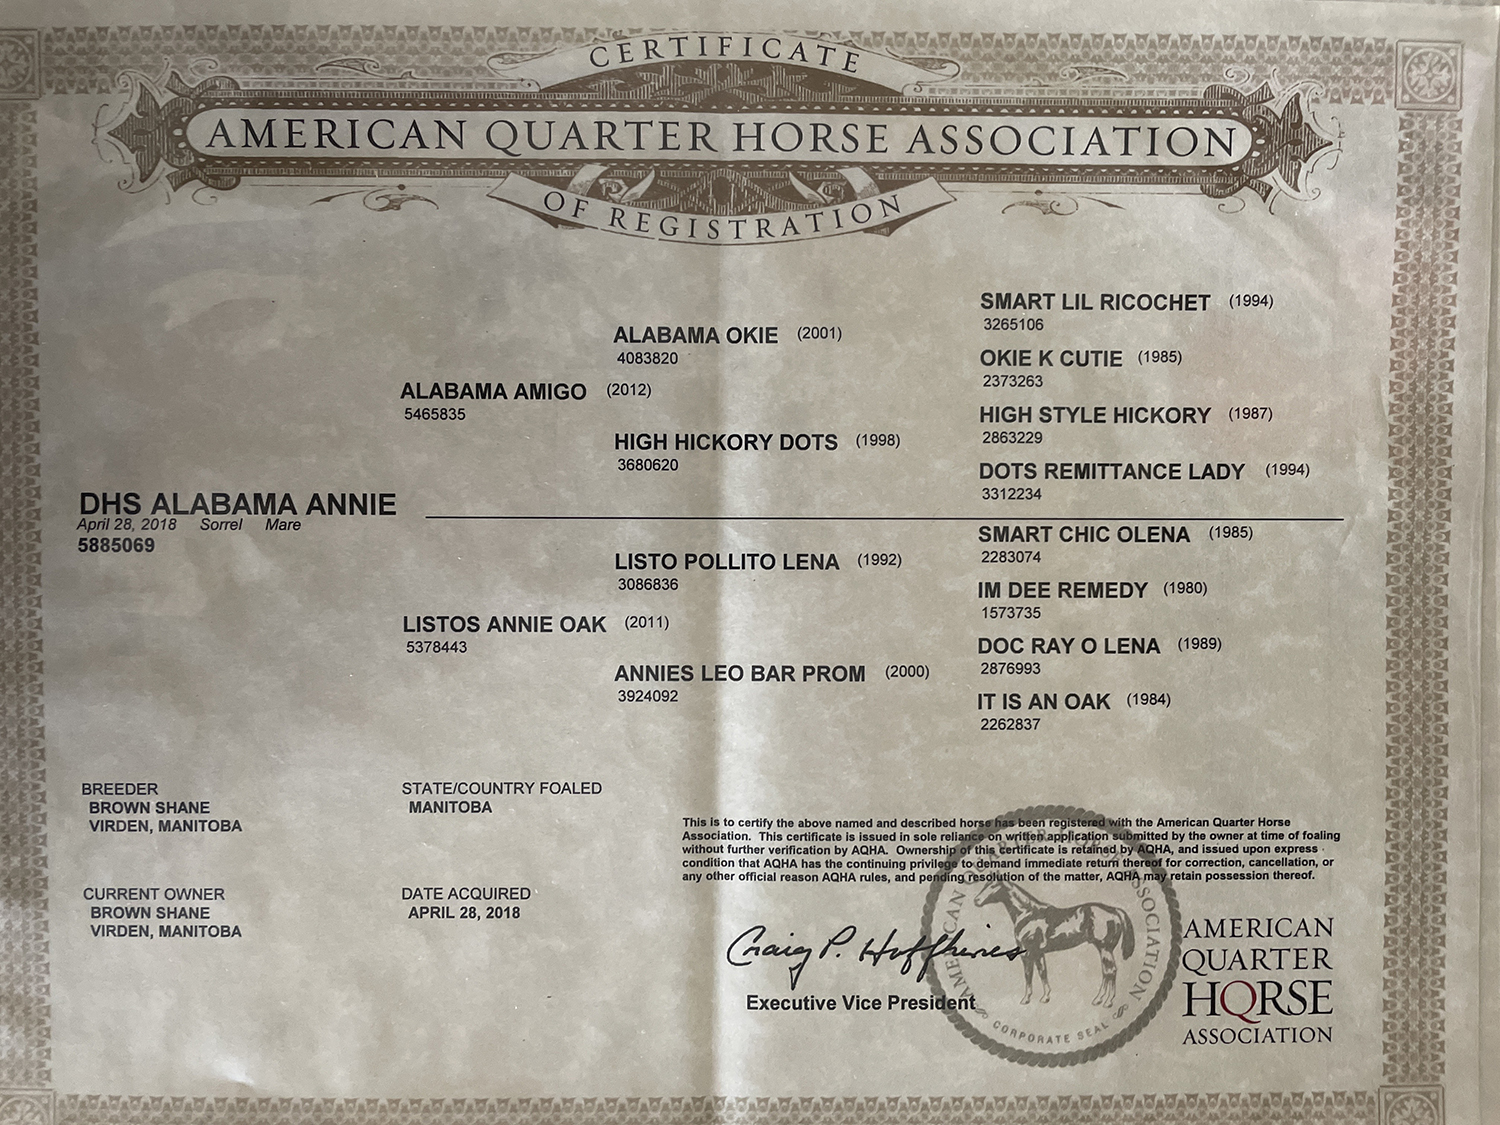 CERTIFICATE
AMERICAN QUARTER HORSE ASSOCIATION
OF REGISTRATION
SMART LIL RICOCHET (1994)
3265106
ALABAMA OKIE (2001)
4083820
OKIE K CUTIE (1985)
2373263
ALABAMA AMIGO (2012)
5465835
HIGH STYLE HICKORY (1987)
2863229
HIGH HICKORY DOTS (1998)
3680620
DOTS REMITTANCE LADY (1994)
3312234
DHS ALABAMA ANNIE
April 28, 2018 Sorrel Mare
5885069
SMART CHIC OLENA (1985)
2283074
LISTO POLLITO LENA (1992)
3086836
IM DEE REMEDY (1980)
1573735
LISTOS ANNIE OAK (2011)
5378443
DOC RAY O LENA (1989)
2876993
ANNIES LEO BAR PROM (2000)
3924092
IT IS AN OAK (1984)
2262837
BREEDER
BROWN SHANE
VIRDEN, MANITOBA
STATE/COUNTRY FOALED
MANITOBA
CURRENT OWNER
BROWN SHANE
VIRDEN, MANITOBA
DATE ACQUIRED
APRIL 28, 2018
This is to certify the above named and described horse has been registered with the American Quarter Horse
Association. This certificate is issued in sole reliance on written application submitted by the owner at time of foaling
without further verification by AQHA. Ownership of this certificate is retained by AQHA, and issued upon express
condition that AQHA has the continuing privilege to demand immediate return thereof for correction, cancellation, or
any other official reason AQHA rules, and pending resolution of the matter, AQHA may retain possession thereof.
Craig P. Huffhines
Executive Vice President
AMERICAN QUARTER HORSE ASSOCIATION
CORPORATE SEAL
AMERICAN
QUARTER
HORSE
ASSOCIATION